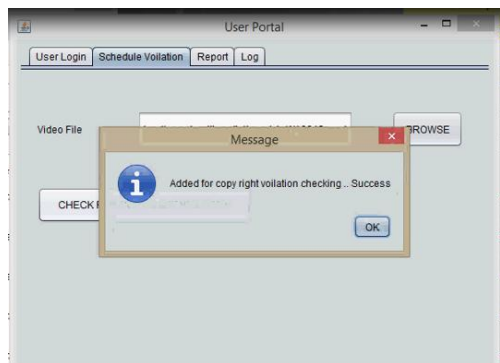 User Portal
User Login Schedule Voilation Report Log
Video File BROWSE
Message
Added for copy right voilation checking .. Success
CHECK
OK